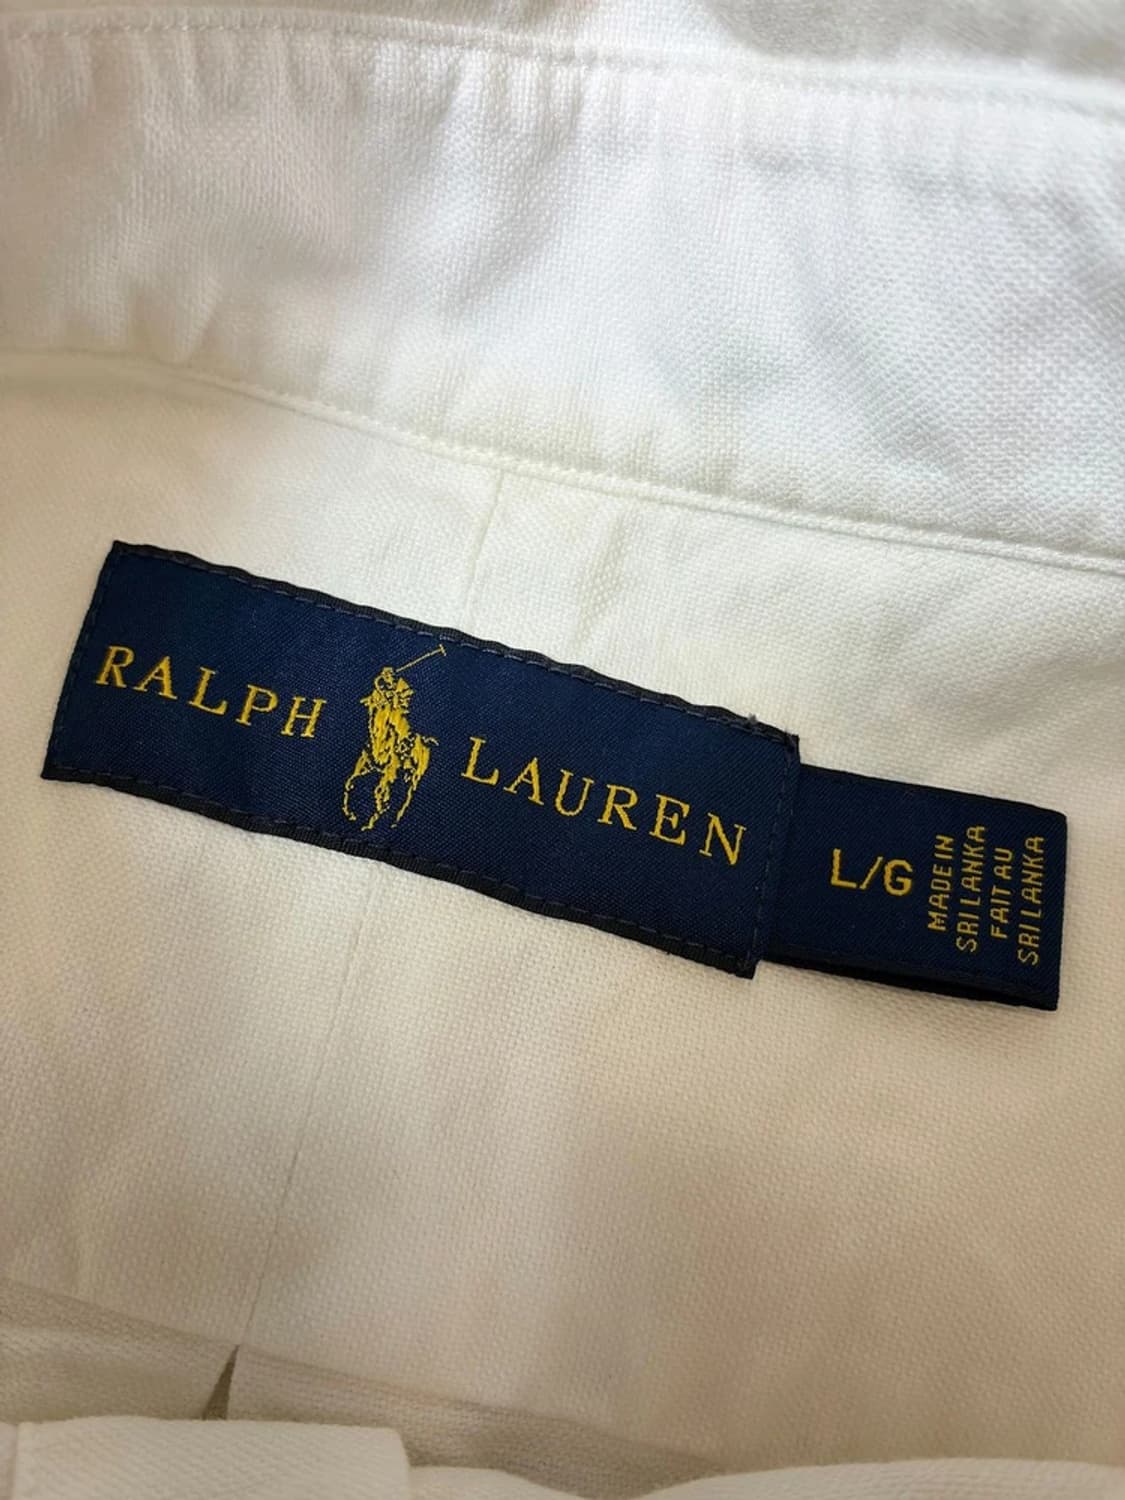 RALPH LAUREN
L/G
MADE IN
SRI LANKA
FAIT AU
SRI LANKA